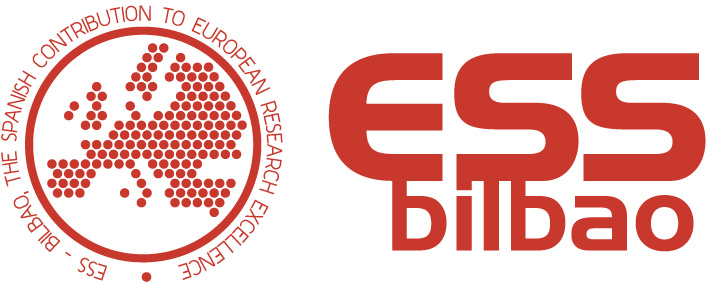 ESS - BILBAO, THE SPANISH CONTRIBUTION TO EUROPEAN RESEARCH EXCELLENCE
ESS
bilbao